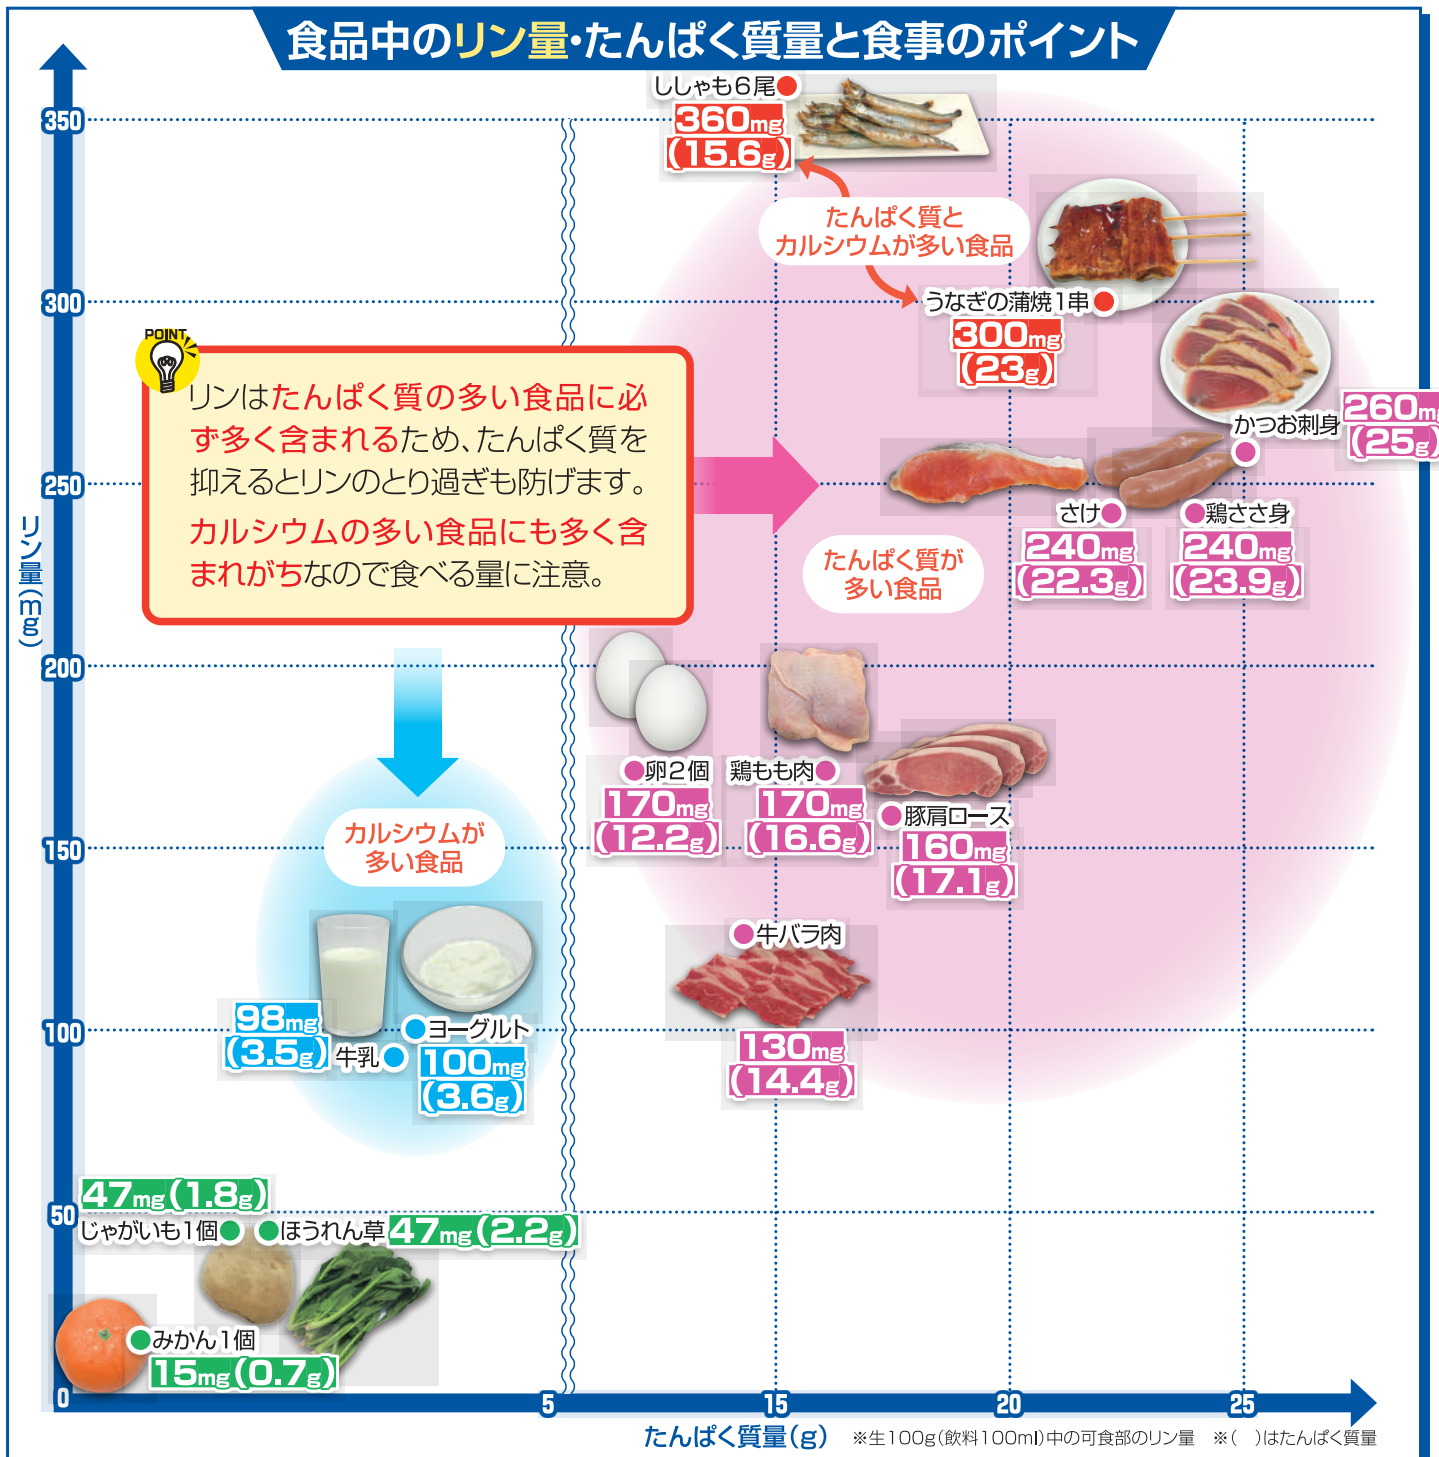 食品中のリン量・たんぱく質量と食事のポイント
350
300
250
200
150
100
50
0
リン量(mg)
ししゃも6尾
360mg
(15.6g)
たんぱく質と
カルシウムが多い食品
うなぎの蒲焼1串
300mg
(23g)
かつお刺身
260mg
(25g)
POINT
リンはたんぱく質の多い食品に必
ず多く含まれるため、たんぱく質を
抑えるとリンのとり過ぎも防げます。
カルシウムの多い食品にも多く含
まれがちなので食べる量に注意。
さけ
240mg
(22.3g)
鶏ささ身
240mg
(23.9g)
たんぱく質が
多い食品
卵2個
170mg
(12.2g)
鶏もも肉
170mg
(16.6g)
豚肩ロース
160mg
(17.1g)
カルシウムが
多い食品
牛バラ肉
130mg
(14.4g)
98mg
(3.5g)
牛乳
ヨーグルト
100mg
(3.6g)
47mg(1.8g)
じゃがいも1個
ほうれん草
47mg(2.2g)
みかん1個
15mg(0.7g)
5
15
20
25
たんぱく質量(g)
※生100g(飲料100ml)中の可食部のリン量 ※( )はたんぱく質量